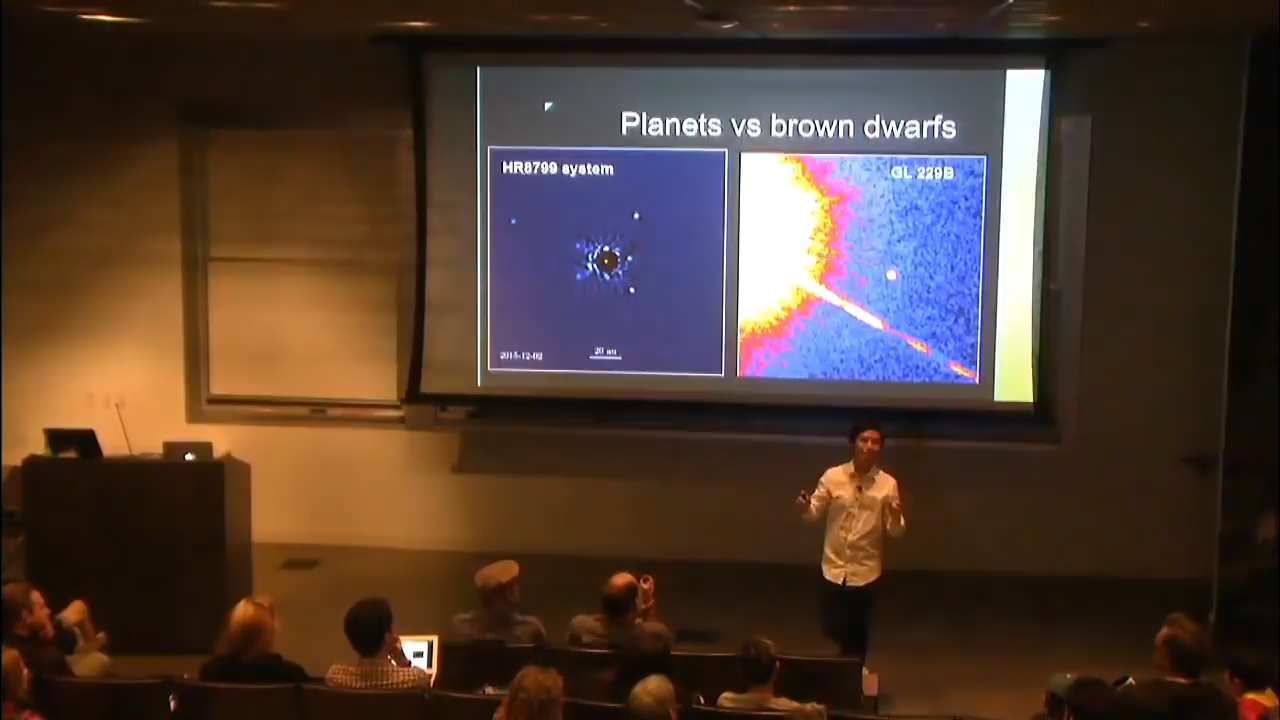 Planets vs brown dwarfs
HR8799 system
GL 229B
2015-12-02
20 au